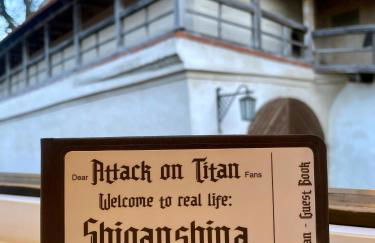 Dear Attack on Titan Fans
Welcome to real life:
Shiganshina
- Guest Book